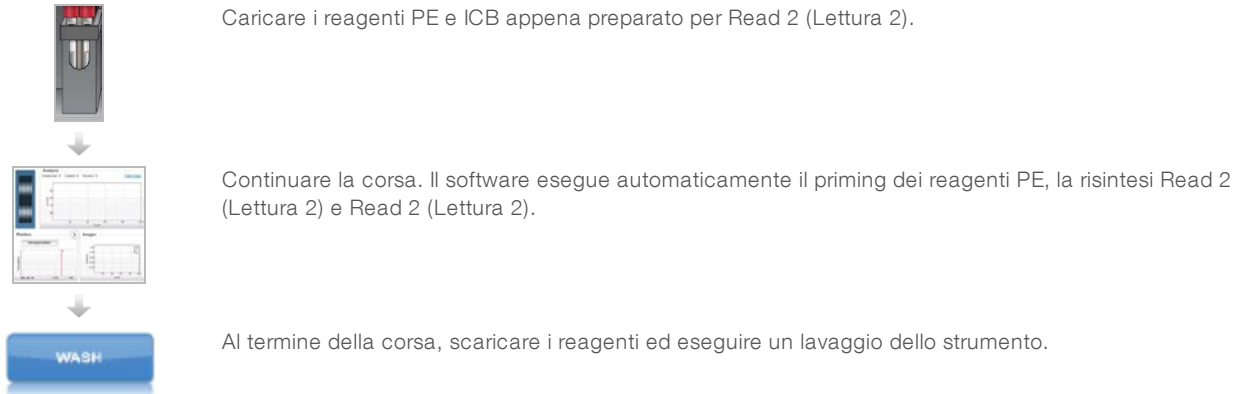 Caricare i reagenti PE e ICB appena preparato per Read 2 (Lettura 2).
Continuare la corsa. Il software esegue automaticamente il priming dei reagenti PE, la risintesi Read 2
(Lettura 2) e Read 2 (Lettura 2).
WASH
Al termine della corsa, scaricare i reagenti ed eseguire un lavaggio dello strumento.